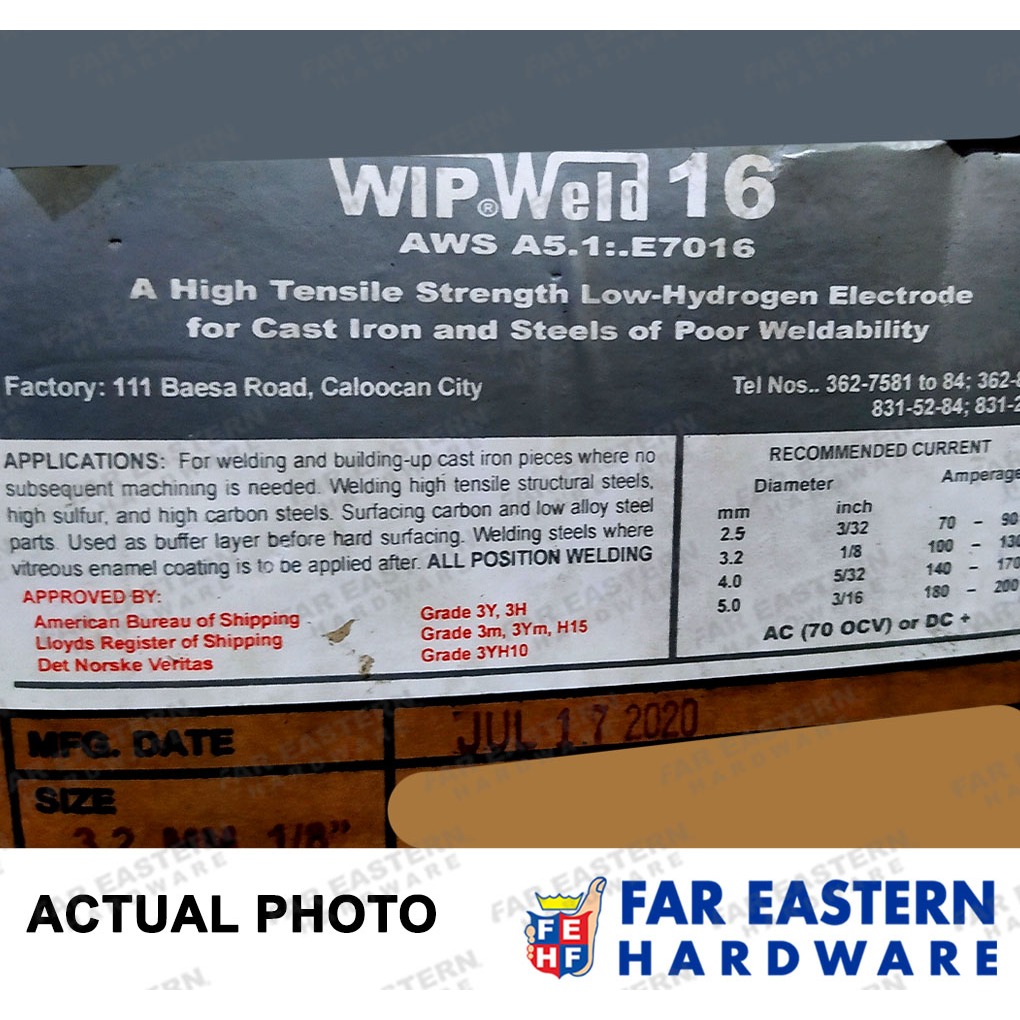 WIP® Weld 16
AWS A5.1:.E7016
A High Tensile Strength Low-Hydrogen Electrode
for Cast Iron and Steels of Poor Weldability
Factory: 111 Baesa Road, Caloocan City
Tel Nos.. 362-7581 to 84; 362-
831-52-84; 831-2
APPLICATIONS: For welding and building-up cast iron pieces where no
subsequent machining is needed. Welding high tensile structural steels,
high sulfur, and high carbon steels. Surfacing carbon and low alloy steel
parts. Used as buffer layer before hard surfacing. Welding steels where
vitreous enamel coating is to be applied after. ALL POSITION WELDING
APPROVED BY:
American Bureau of Shipping Grade 3Y, 3H
Lloyds Register of Shipping Grade 3m, 3Ym, H15
Det Norske Veritas Grade 3YH10
RECOMMENDED CURRENT
Diameter Amperage
mm inch
2.5 3/32 70 - 90
3.2 1/8 100 - 130
4.0 5/32 140 - 170
5.0 3/16 180 - 200
AC (70 OCV) or DC +
MFG. DATE JUL 17 2020
SIZE
3.2 MM 1/8"
ACTUAL PHOTO
FEHF
FAR EASTERN
HARDWARE